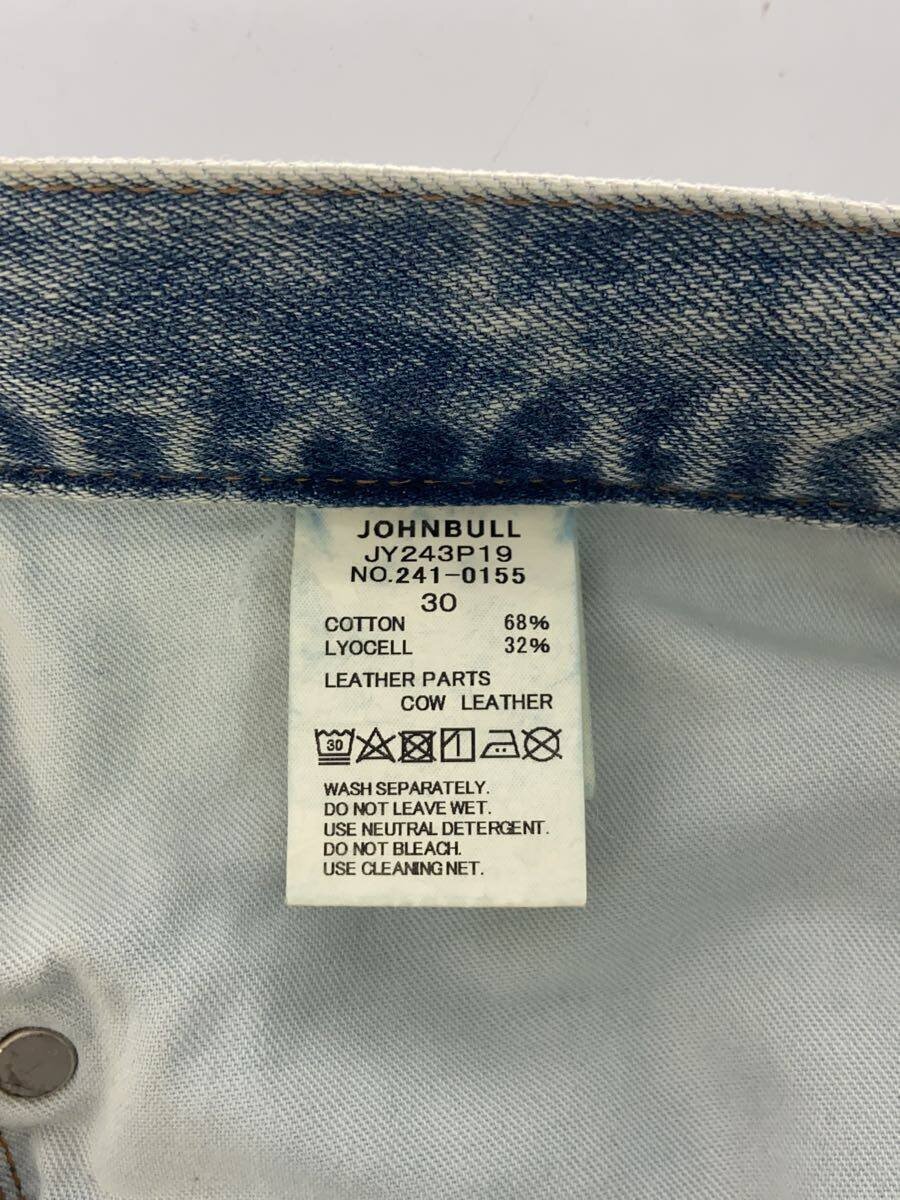 JOHNBULL
JY243P19
NO.241-0155
30
COTTON 68%
LYOCELL 32%
LEATHER PARTS
COW LEATHER
30
WASH SEPARATELY.
DO NOT LEAVE WET.
USE NEUTRAL DETERGENT.
DO NOT BLEACH.
USE CLEANING NET.